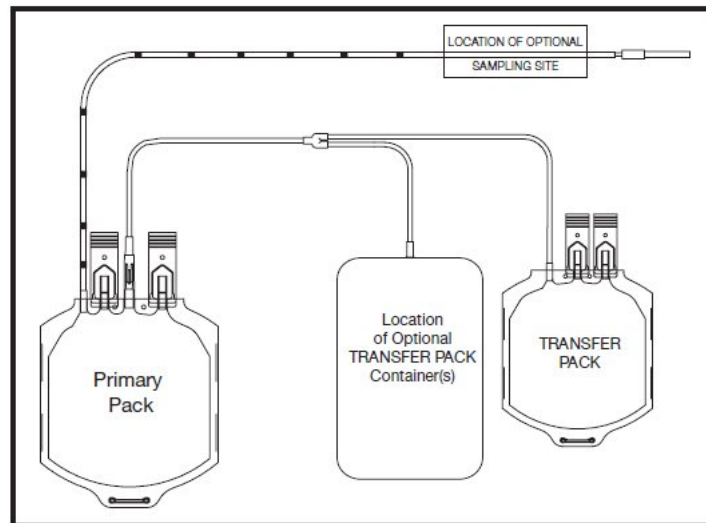 LOCATION OF OPTIONAL
SAMPLING SITE
Primary
Pack
Location
of Optional
TRANSFER PACK
Container(s)
TRANSFER
PACK